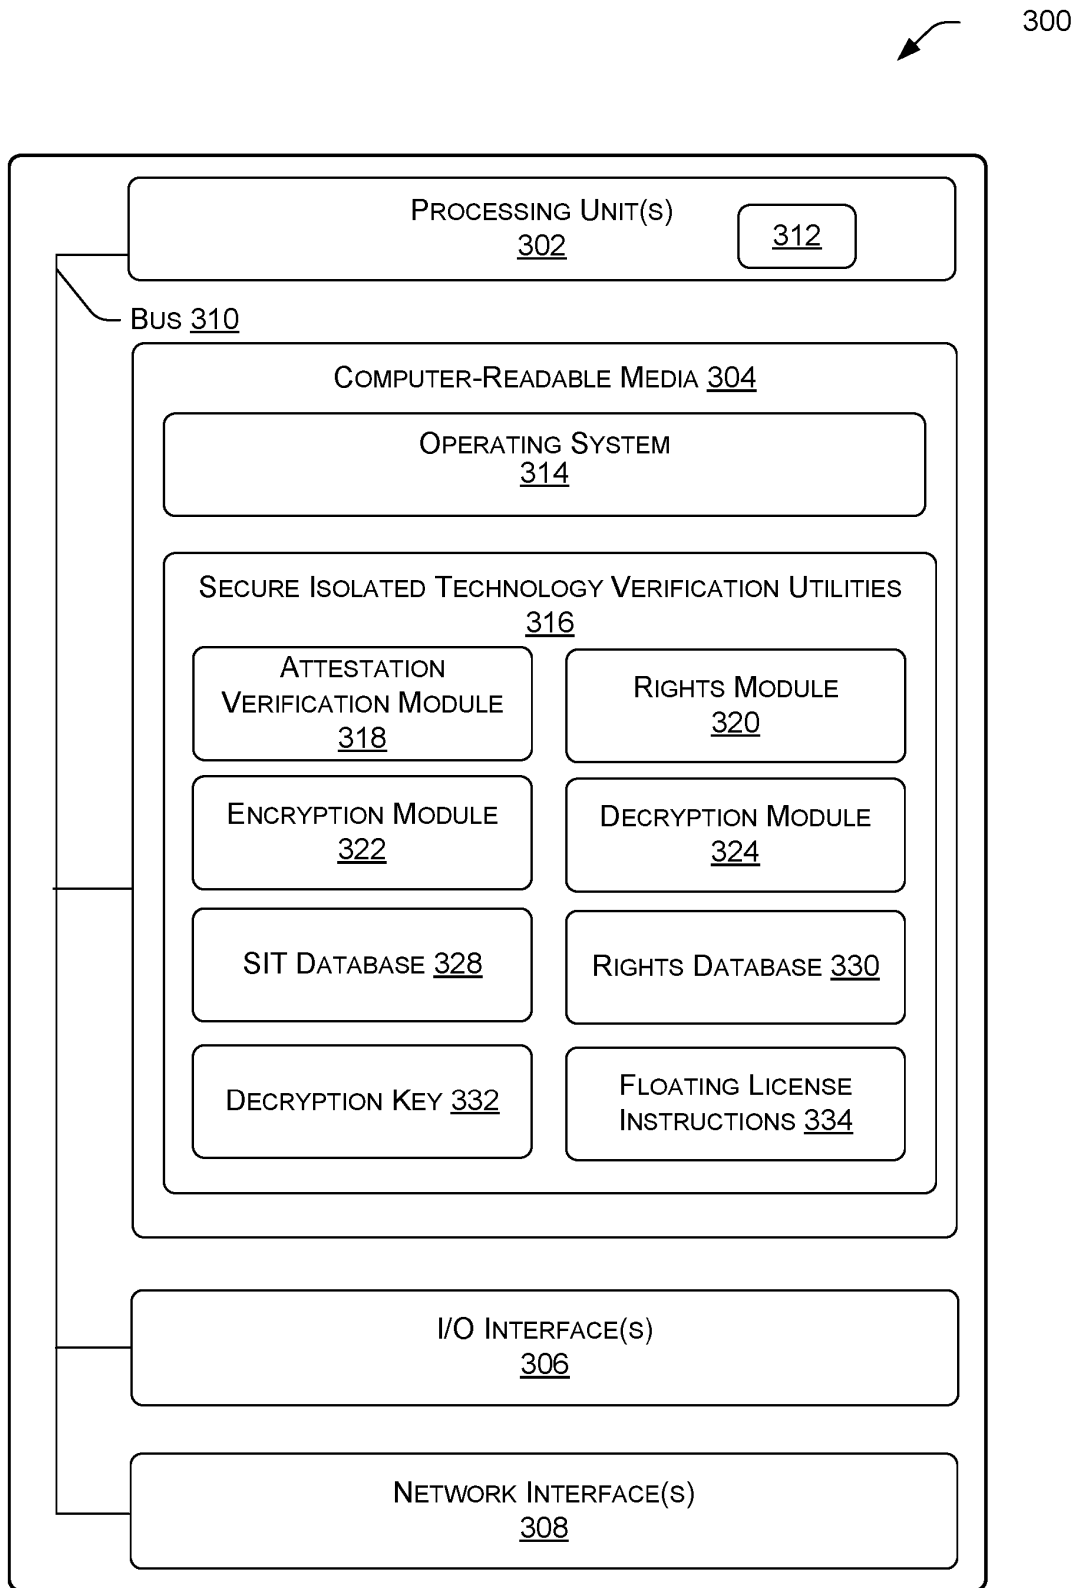 300
PROCESSING UNIT(S)
302
312
BUS 310
COMPUTER-READABLE MEDIA 304
OPERATING SYSTEM
314
SECURE ISOLATED TECHNOLOGY VERIFICATION UTILITIES
316
ATTESTATION
VERIFICATION MODULE
318
RIGHTS MODULE
320
ENCRYPTION MODULE
322
DECRYPTION MODULE
324
SIT DATABASE 328
RIGHTS DATABASE 330
DECRYPTION KEY 332
FLOATING LICENSE
INSTRUCTIONS 334
I/O INTERFACE(S)
306
NETWORK INTERFACE(S)
308